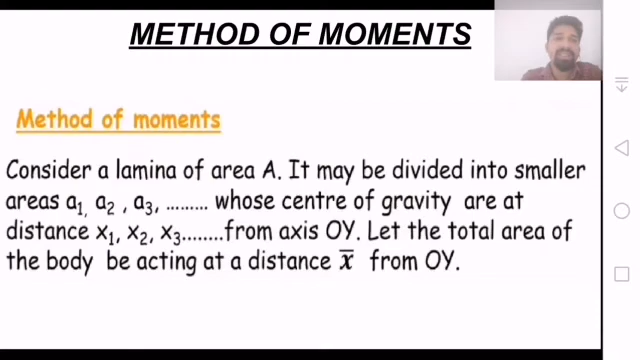 METHOD OF MOMENTS
Method of moments
Consider a lamina of area A. It may be divided into smaller
areas a₁, a₂ , a₃, ......... whose centre of gravity are at
distance x₁, x₂, x₃........from axis OY. Let the total area of
the body be acting at a distance x̅ from OY.